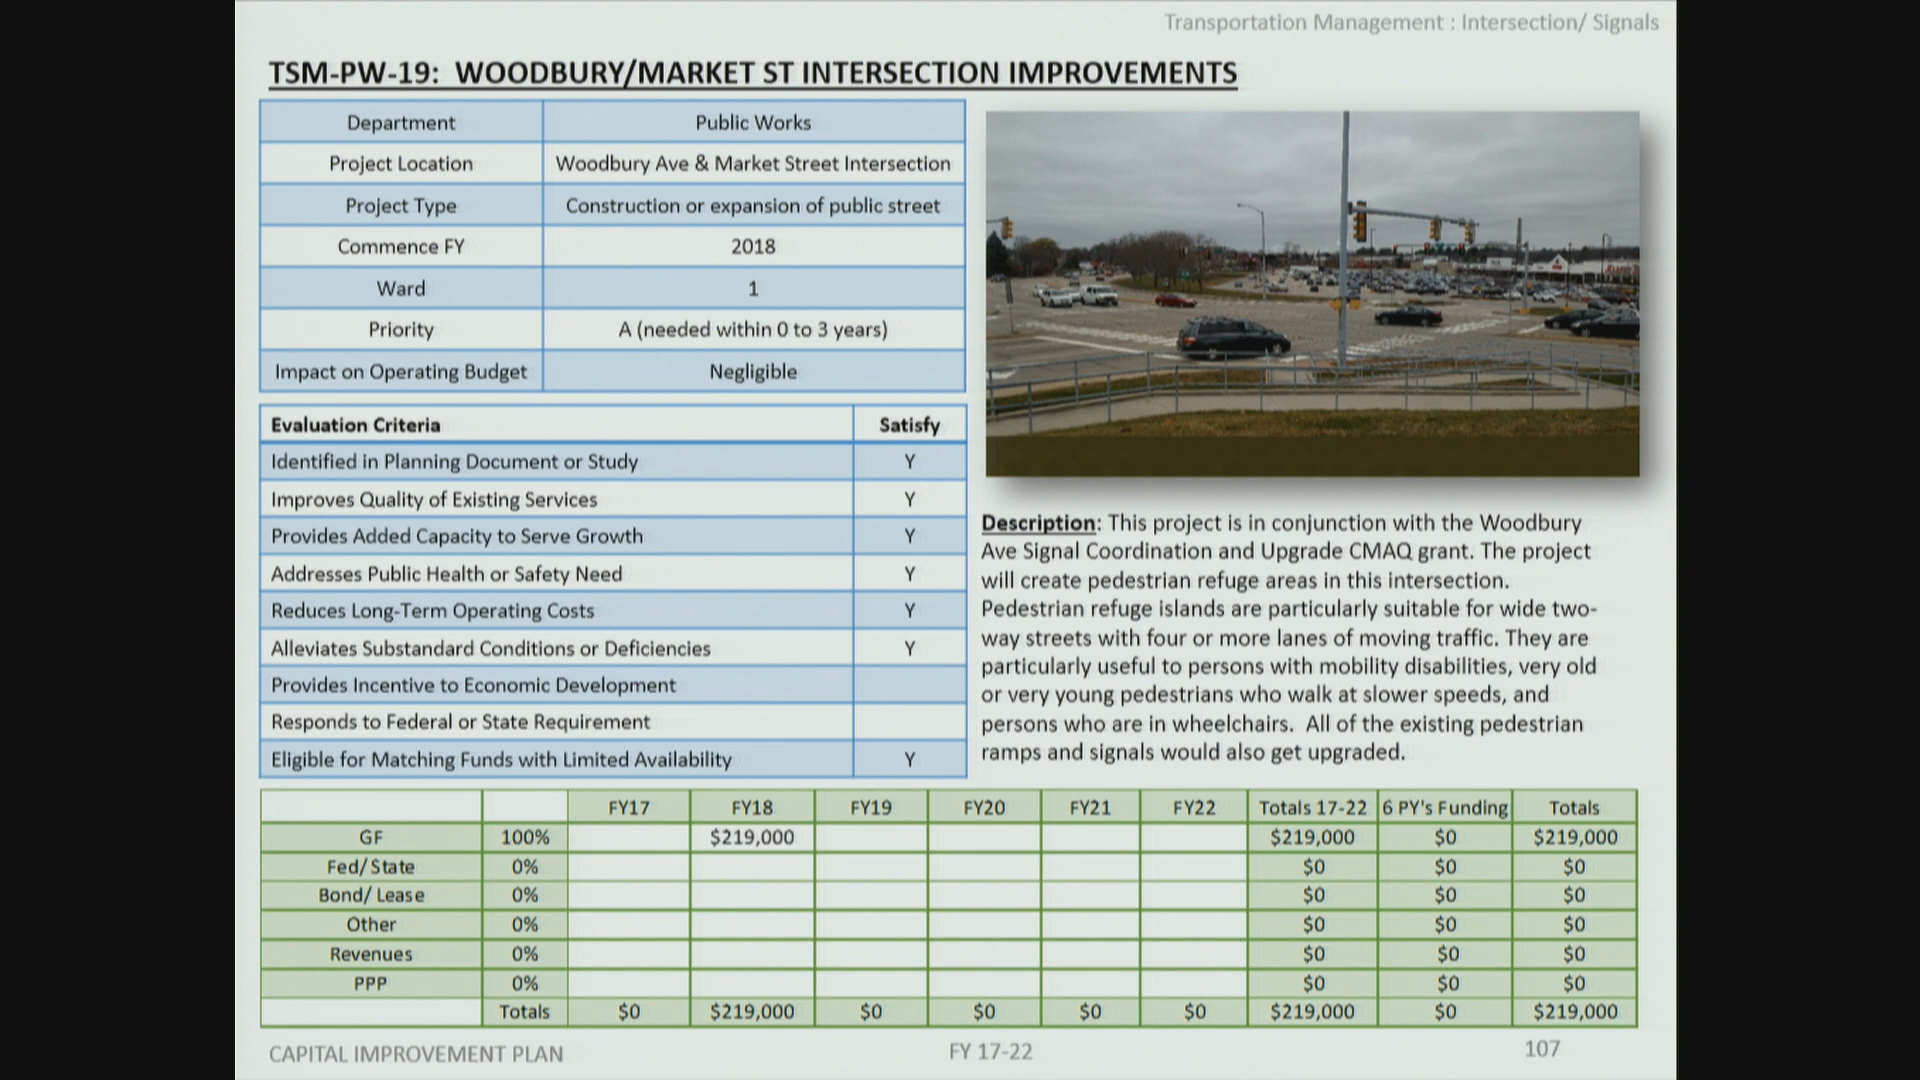 Transportation Management : Intersection/ Signals
TSM-PW-19: WOODBURY/MARKET ST INTERSECTION IMPROVEMENTS
Department Public Works
Project Location Woodbury Ave & Market Street Intersection
Project Type Construction or expansion of public street
Commence FY 2018
Ward 1
Priority A (needed within 0 to 3 years)
Impact on Operating Budget Negligible
Evaluation Criteria Satisfy
Identified in Planning Document or Study Y
Improves Quality of Existing Services Y
Provides Added Capacity to Serve Growth Y
Addresses Public Health or Safety Need Y
Reduces Long-Term Operating Costs Y
Alleviates Substandard Conditions or Deficiencies Y
Provides Incentive to Economic Development
Responds to Federal or State Requirement
Eligible for Matching Funds with Limited Availability Y
Description: This project is in conjunction with the Woodbury
Ave Signal Coordination and Upgrade CMAQ grant. The project
will create pedestrian refuge areas in this intersection.
Pedestrian refuge islands are particularly suitable for wide two-
way streets with four or more lanes of moving traffic. They are
particularly useful to persons with mobility disabilities, very old
or very young pedestrians who walk at slower speeds, and
persons who are in wheelchairs. All of the existing pedestrian
ramps and signals would also get upgraded.
FY17 FY18 FY19 FY20 FY21 FY22 Totals 17-22 6 PY's Funding Totals
GF 100% $219,000 $219,000 $0 $219,000
Fed/ State 0% $0 $0 $0
Bond/ Lease 0% $0 $0 $0
Other 0% $0 $0 $0
Revenues 0% $0 $0 $0
PPP 0% $0 $0 $0
Totals $0 $219,000 $0 $0 $0 $0 $219,000 $0 $219,000
CAPITAL IMPROVEMENT PLAN FY 17-22 107